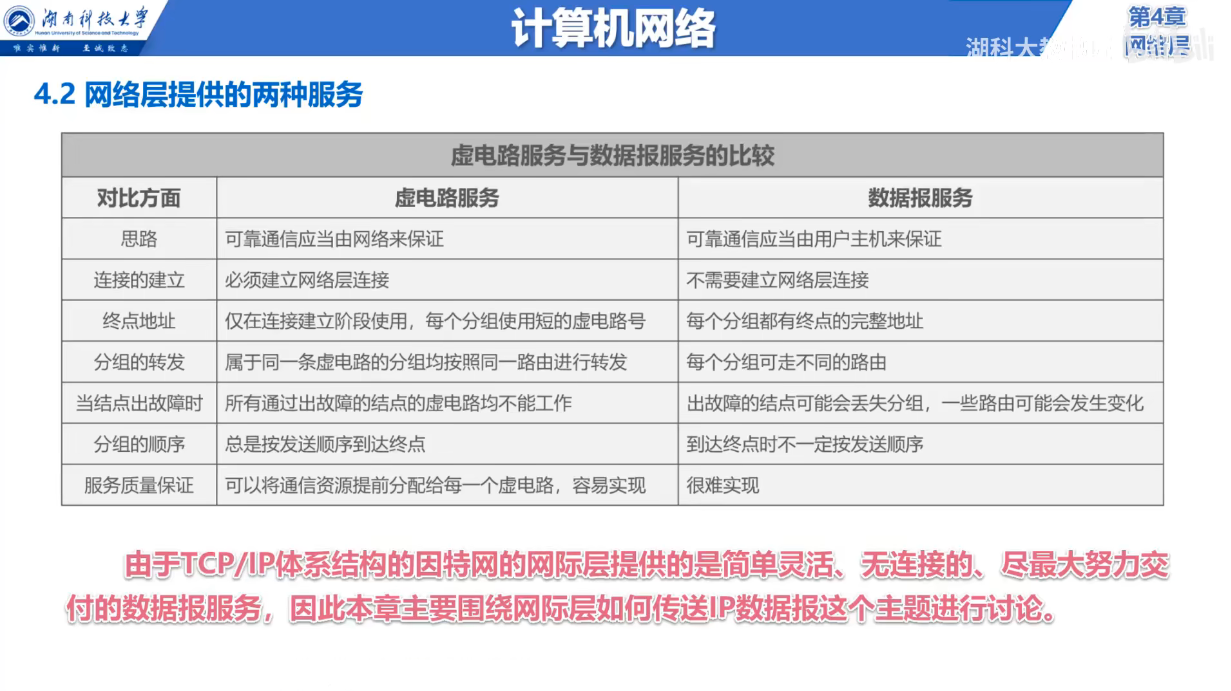 湖南科技大学
Hunan University of Science and Technology
唯实惟新 至诚致志
计算机网络
第4章
网络层
湖科大教
4.2 网络层提供的两种服务
虚电路服务与数据报服务的比较
对比方面 虚电路服务 数据报服务
思路 可靠通信应当由网络来保证 可靠通信应当由用户主机来保证
连接的建立 必须建立网络层连接 不需要建立网络层连接
终点地址 仅在连接建立阶段使用，每个分组使用短的虚电路号 每个分组都有终点的完整地址
分组的转发 属于同一条虚电路的分组均按照同一路由进行转发 每个分组可走不同的路由
当结点出故障时 所有通过出故障的结点的虚电路均不能工作 出故障的结点可能会丢失分组，一些路由可能会发生变化
分组的顺序 总是按发送顺序到达终点 到达终点时不一定按发送顺序
服务质量保证 可以将通信资源提前分配给每一个虚电路，容易实现 很难实现
由于TCP/IP体系结构的因特网的网际层提供的是简单灵活、无连接的、尽最大努力交
付的数据报服务，因此本章主要围绕网际层如何传送IP数据报这个主题进行讨论。